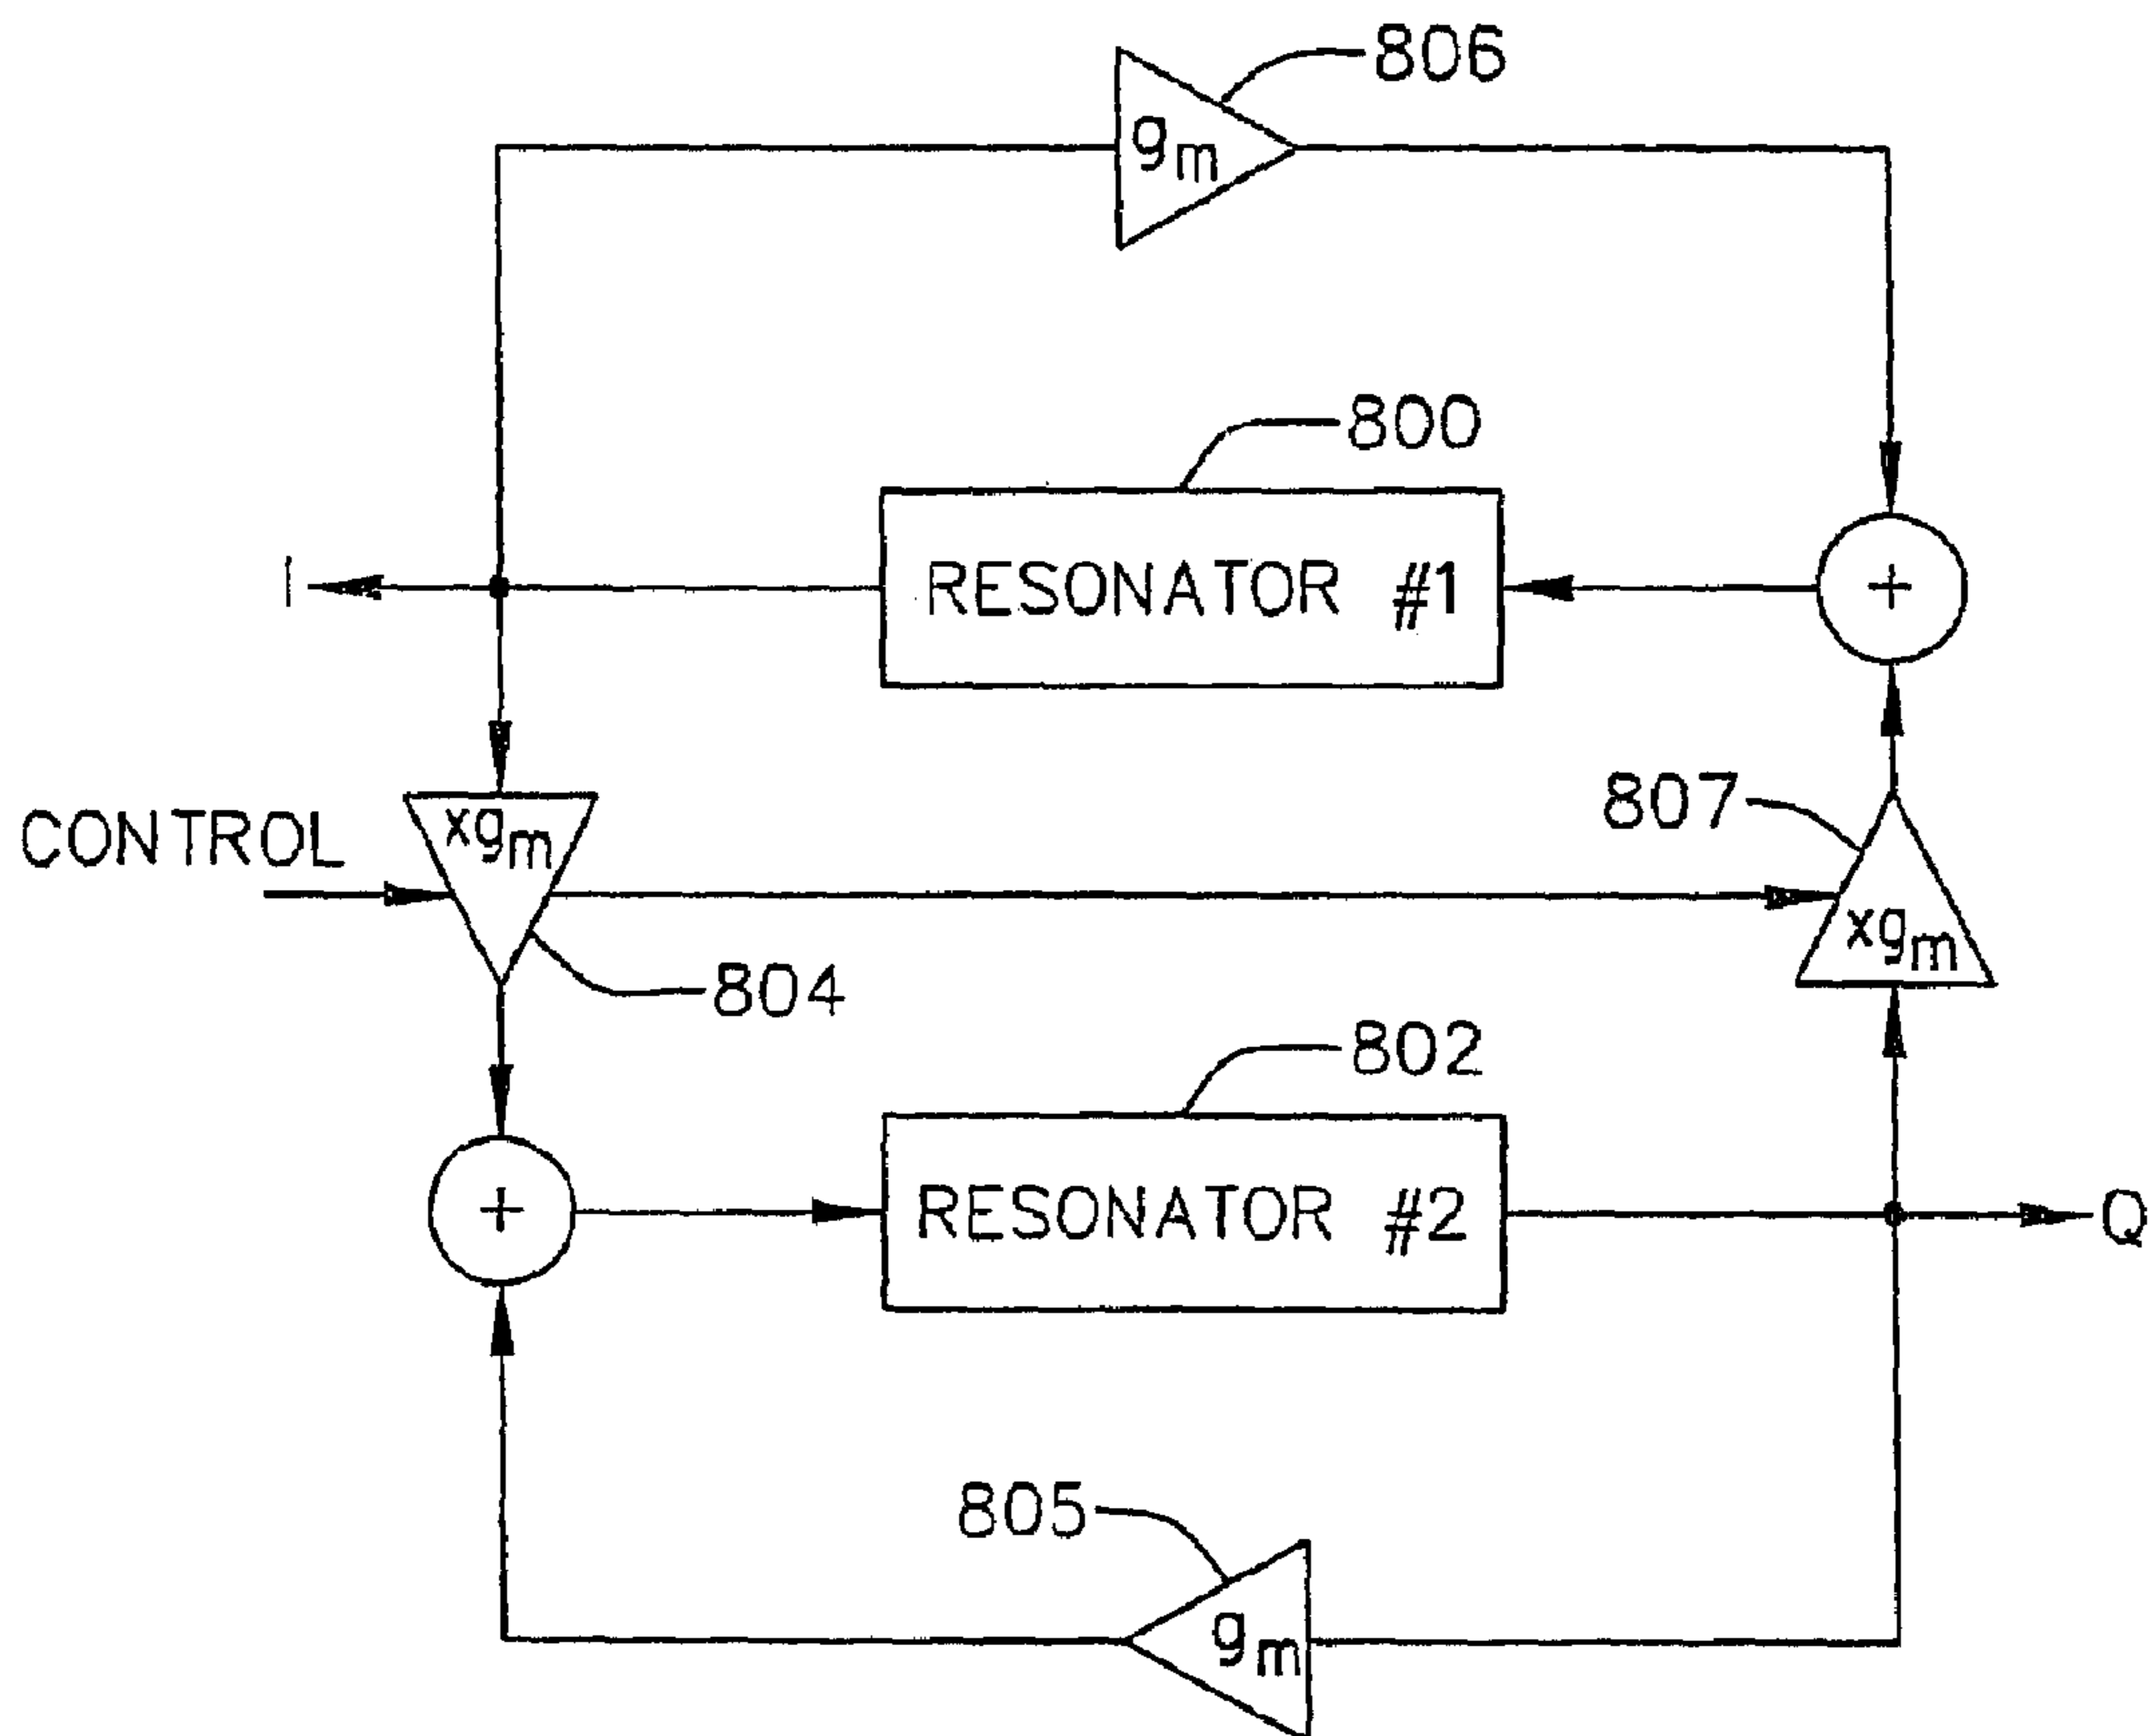 806
gm
800
I
RESONATOR #1
xgm
CONTROL
807
xgm
804
802
RESONATOR #2
Q
805
gm